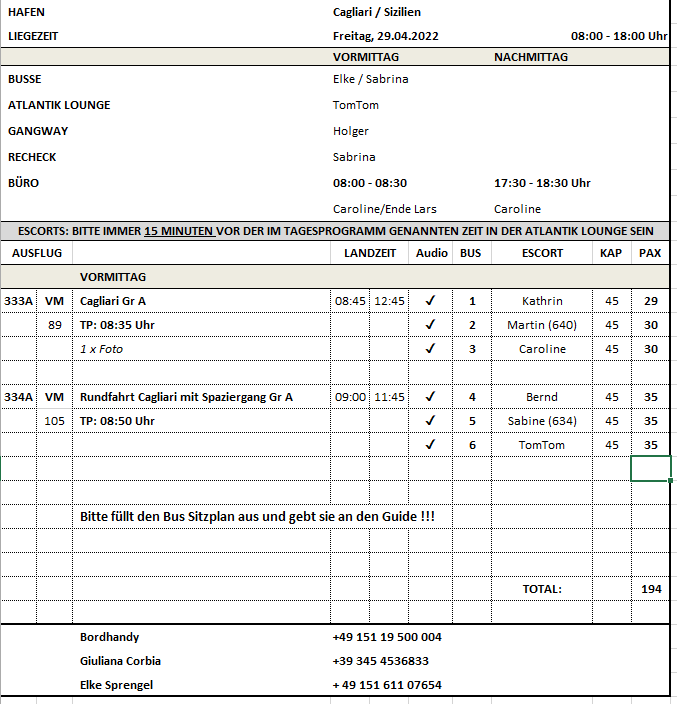 HAFEN Cagliari / Sizilien
LIEGEZEIT Freitag, 29.04.2022 08:00 - 18:00 Uhr
VORMITTAG NACHMITTAG
BUSSE Elke / Sabrina
ATLANTIK LOUNGE TomTom
GANGWAY Holger
RECHECK Sabrina
BÜRO 08:00 - 08:30 17:30 - 18:30 Uhr
Caroline/Ende Lars Caroline
ESCORTS: BITTE IMMER 15 MINUTEN VOR DER IM TAGESPROGRAMM GENANNTEN ZEIT IN DER ATLANTIK LOUNGE SEIN
AUSFLUG LANDZEIT Audio BUS ESCORT KAP PAX
VORMITTAG
333A VM Cagliari Gr A 08:45 12:45 ✓ 1 Kathrin 45 29
89 TP: 08:35 Uhr ✓ 2 Martin (640) 45 30
1 x Foto ✓ 3 Caroline 45 30
334A VM Rundfahrt Cagliari mit Spaziergang Gr A 09:00 11:45 ✓ 4 Bernd 45 35
105 TP: 08:50 Uhr ✓ 5 Sabine (634) 45 35
✓ 6 TomTom 45 35
Bitte füllt den Bus Sitzplan aus und gebt sie an den Guide !!!
TOTAL: 194
Bordhandy +49 151 19 500 004
Giuliana Corbia +39 345 4536833
Elke Sprengel + 49 151 611 07654